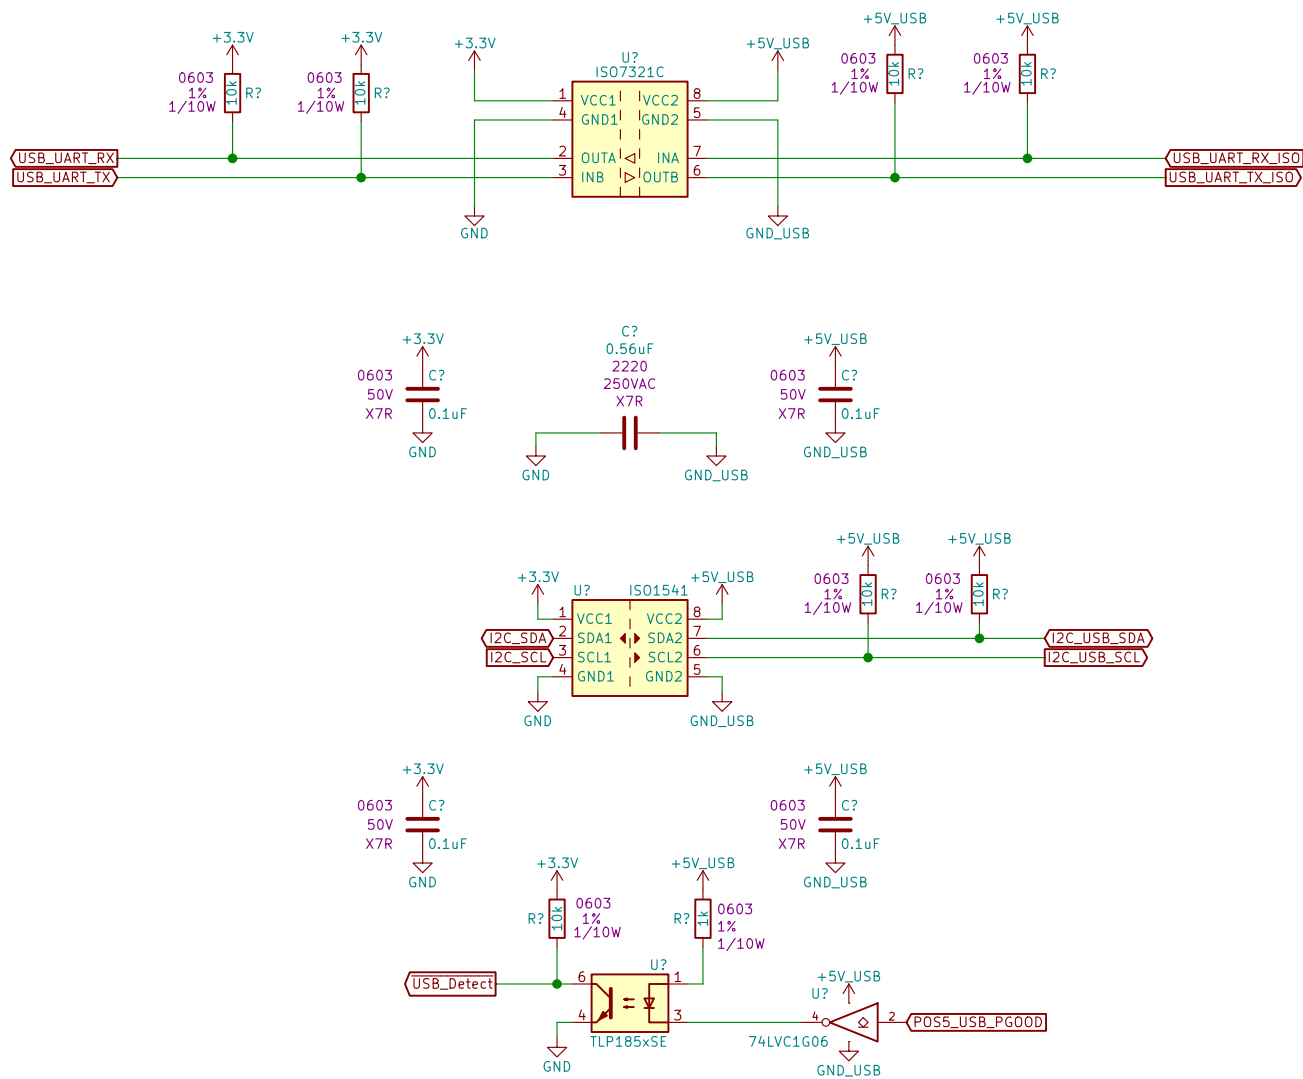 +5V_USB
+5V_USB
+3.3V
+3.3V
+3.3V
+5V_USB
0603
1%
1/10W
10k
R?
0603
1%
1/10W
10k
R?
U?
ISO7321C
0603
1%
1/10W
10k
R?
0603
1%
1/10W
10k
R?
1 VCC1 VCC2 8
4 GND1 GND2 5
USB_UART_RX 2 OUTA INA 7 USB_UART_RX_ISO
USB_UART_TX 3 INB OUTB 6 USB_UART_TX_ISO
GND
GND_USB
+3.3V
0603
50V
X7R
C?
0.1uF
GND
C?
0.56uF
2220
250VAC
X7R
GND
GND_USB
+5V_USB
0603
50V
X7R
C?
0.1uF
GND_USB
+5V_USB
+5V_USB
0603
1%
1/10W
10k
R?
0603
1%
1/10W
10k
R?
+3.3V
+5V_USB
U? ISO1541
1 VCC1 VCC2 8
I2C_SDA 2 SDA1 SDA2 7 I2C_USB_SDA
I2C_SCL 3 SCL1 SCL2 6 I2C_USB_SCL
4 GND1 GND2 5
GND
GND_USB
+3.3V
0603
50V
X7R
C?
0.1uF
GND
+5V_USB
0603
50V
X7R
C?
0.1uF
GND_USB
+3.3V
R?
10k
0603
1%
1/10W
+5V_USB
R?
1k
0603
1%
1/10W
U?
USB_Detect 6 1
4 3
TLP185xSE
GND
+5V_USB
U?
4 2 POS5_USB_PGOOD
74LVC1G06
GND_USB